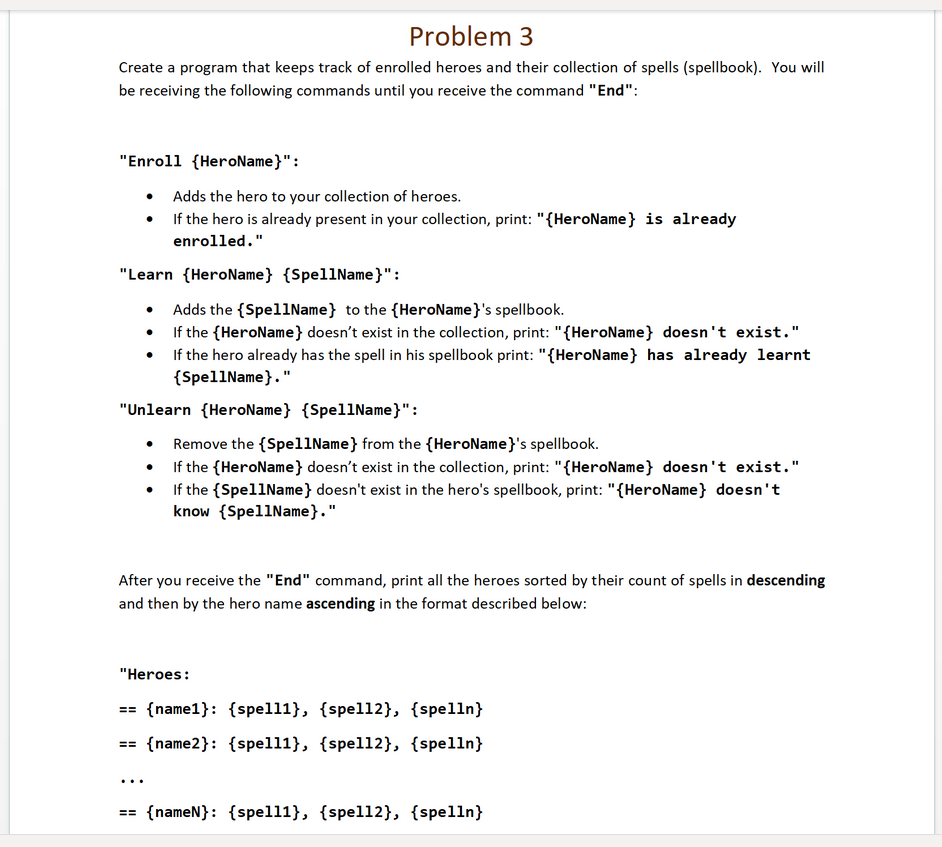 Problem 3
Create a program that keeps track of enrolled heroes and their collection of spells (spellbook).  You will
be receiving the following commands until you receive the command "End":
"Enroll {HeroName}":
• Adds the hero to your collection of heroes.
• If the hero is already present in your collection, print: "{HeroName} is already
enrolled."
"Learn {HeroName} {SpellName}":
• Adds the {SpellName}  to the {HeroName}'s spellbook.
• If the {HeroName} doesn’t exist in the collection, print: "{HeroName} doesn't exist."
• If the hero already has the spell in his spellbook print: "{HeroName} has already learnt
{SpellName}."
"Unlearn {HeroName} {SpellName}":
• Remove the {SpellName} from the {HeroName}'s spellbook.
• If the {HeroName} doesn’t exist in the collection, print: "{HeroName} doesn't exist."
• If the {SpellName} doesn't exist in the hero's spellbook, print: "{HeroName} doesn't
know {SpellName}."
After you receive the "End" command, print all the heroes sorted by their count of spells in descending
and then by the hero name ascending in the format described below:
"Heroes:
== {name1}: {spell1}, {spell2}, {spelln}
== {name2}: {spell1}, {spell2}, {spelln}
...
== {nameN}: {spell1}, {spell2}, {spelln}